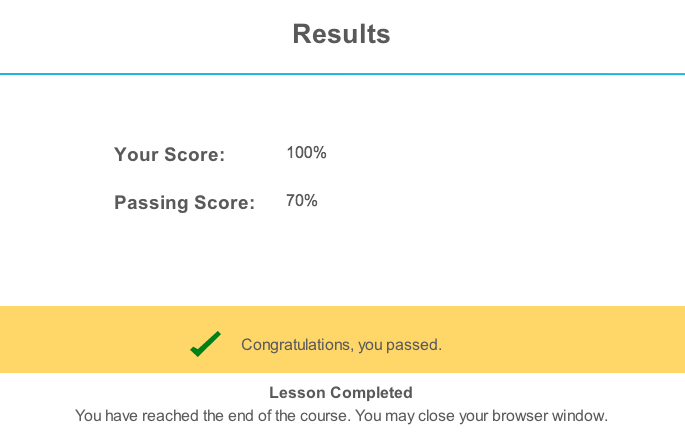 Results
Your Score: 100%
Passing Score: 70%
Congratulations, you passed.
Lesson Completed
You have reached the end of the course. You may close your browser window.